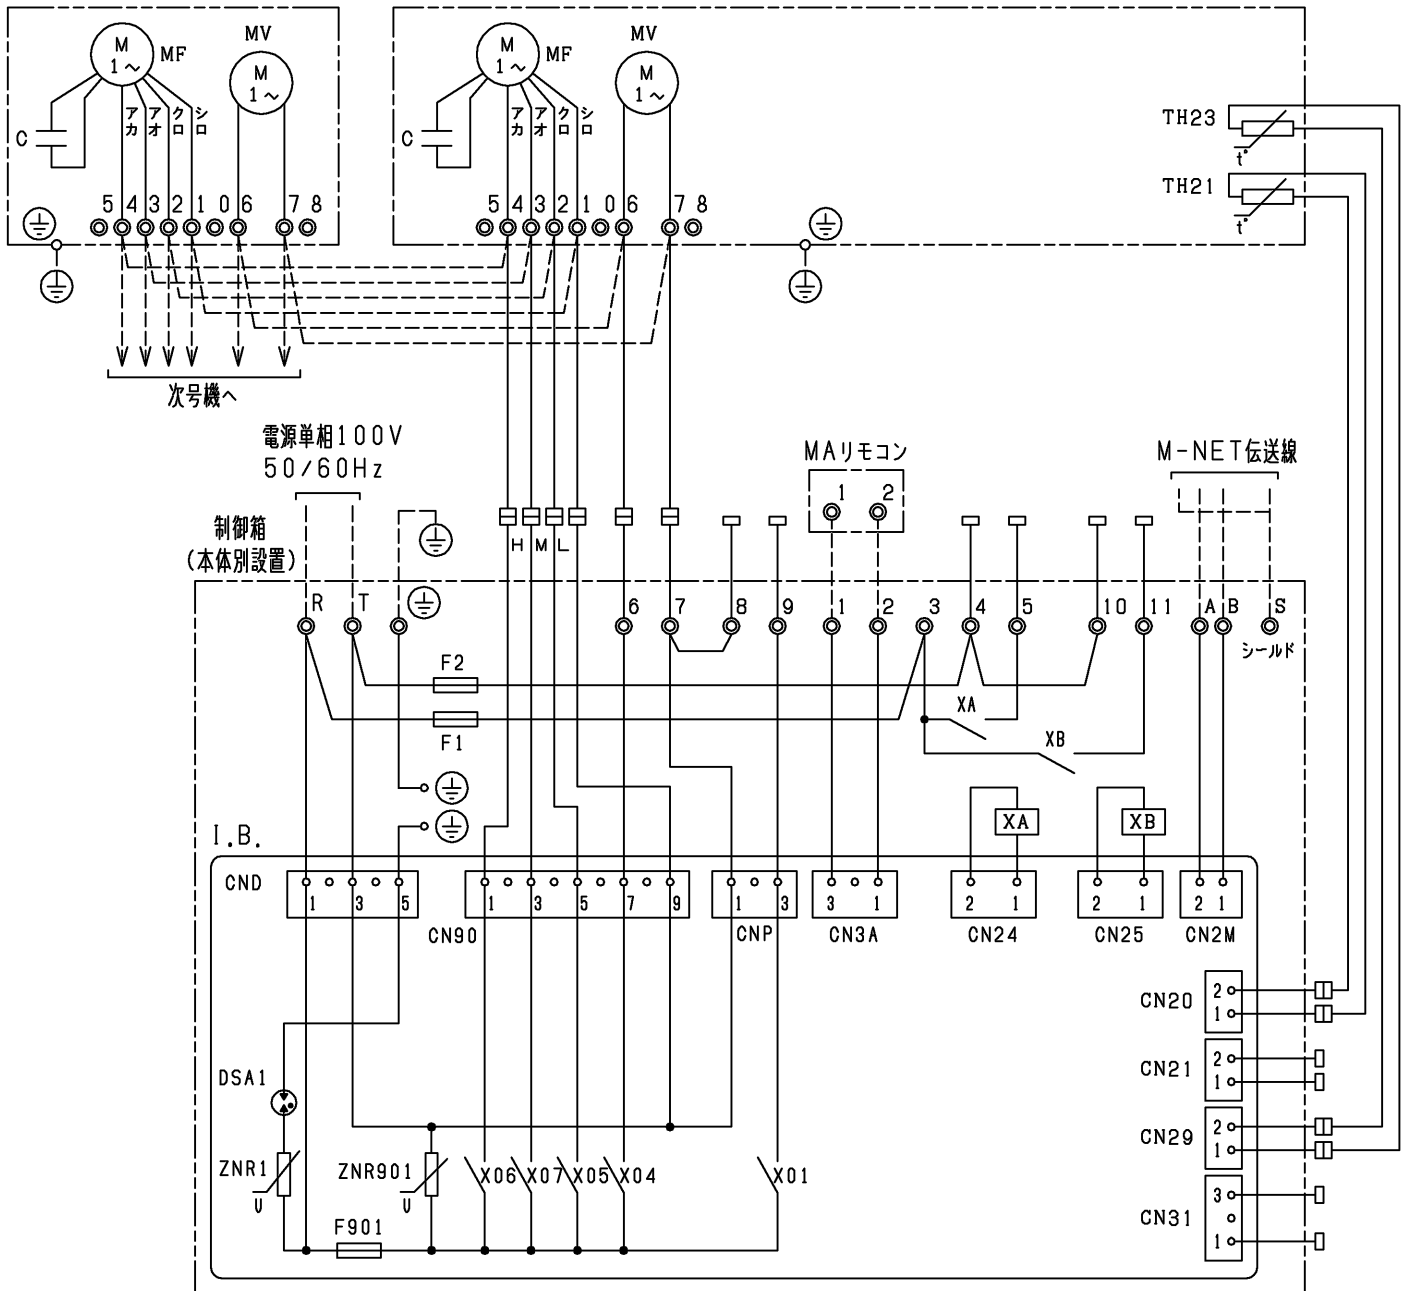 M 1~ MF
MV
M 1~
C
アカ アオ クロ シロ
5 4 3 2 1 0 6 7 8
M 1~ MF
MV
M 1~
C
アカ アオ クロ シロ
5 4 3 2 1 0 6 7 8
TH23
t°
TH21
t°
次号機へ
電源単相100V
50/60Hz
制御箱
(本体別設置)
MAリモコン
1 2
M-NET伝送線
H M L
R T
6 7 8 9 1 2 3 4 5 10 11 A B S
シールド
F2
F1
XA
XB
XA
XB
I.B.
CND
1 3 5
CN90
1 3 5 7 9
CNP
1 3
CN3A
3 1
CN24
2 1
CN25
2 1
CN2M
2 1
CN20
2
1
CN21
2
1
CN29
2
1
CN31
3
1
DSA1
ZNR1
U
ZNR901
U
X06 X07 X05 X04 X01
F901